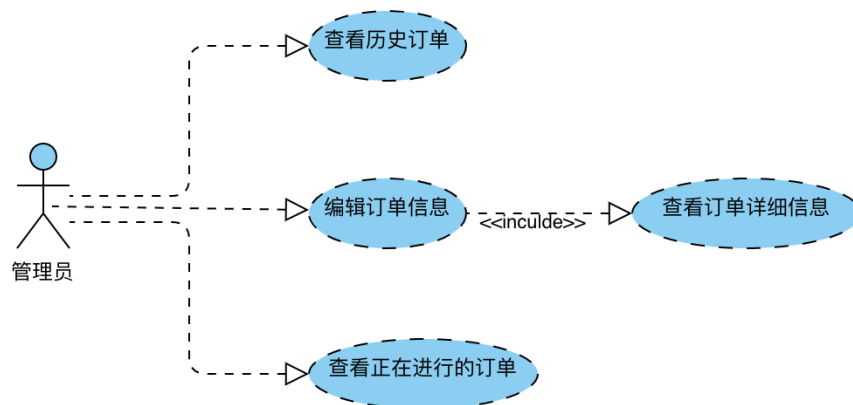 查看历史订单
编辑订单信息
<<inculde>>
查看订单详细信息
管理员
查看正在进行的订单